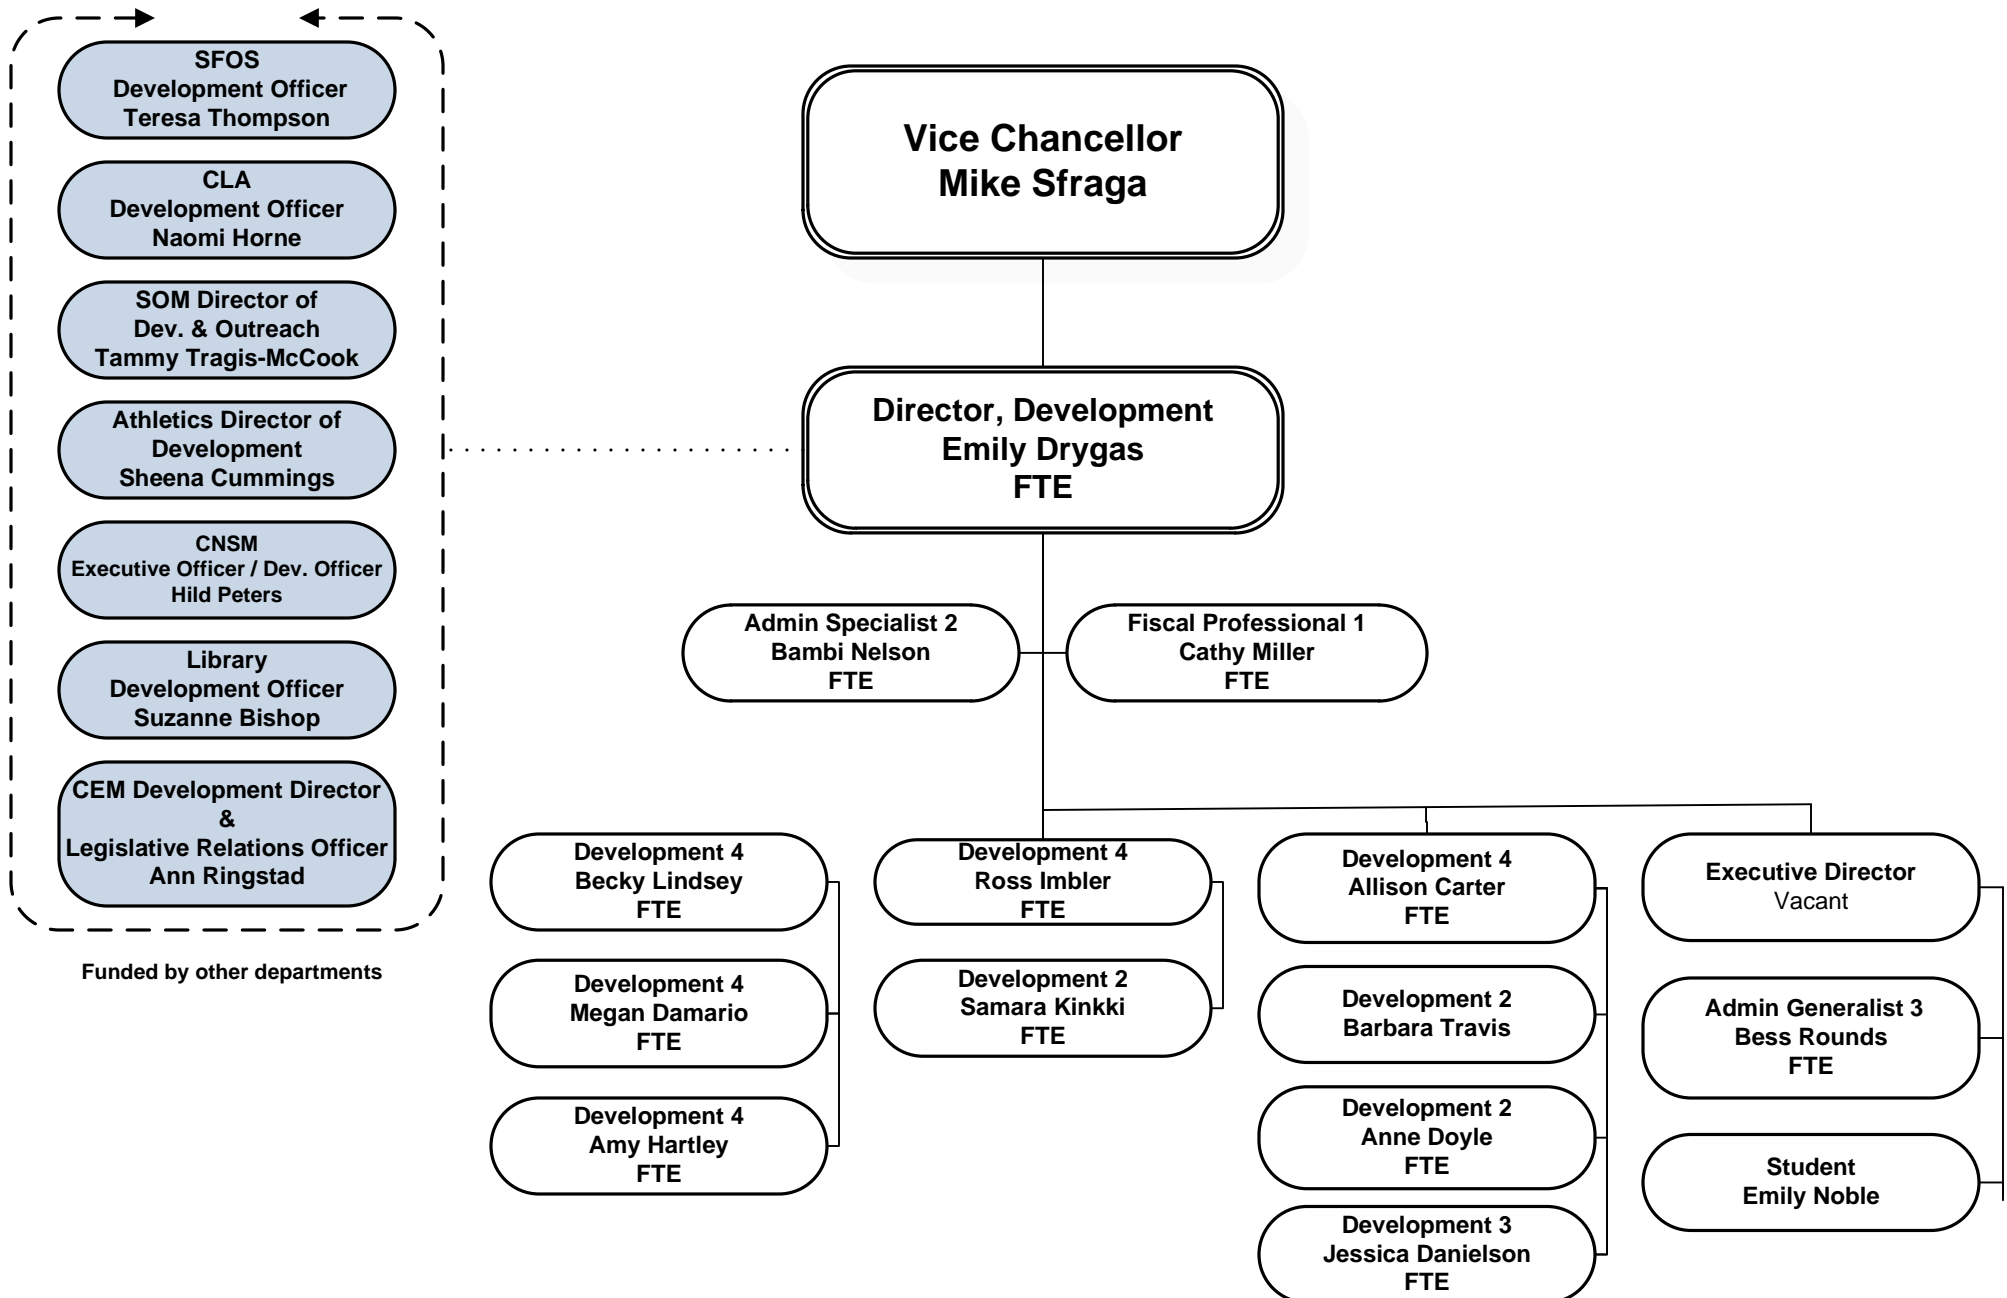 SFOS
Development Officer
Teresa Thompson
CLA
Development Officer
Naomi Horne
SOM Director of
Dev. & Outreach
Tammy Tragis-McCook
Athletics Director of
Development
Sheena Cummings
CNSM
Executive Officer / Dev. Officer
Hild Peters
Library
Development Officer
Suzanne Bishop
CEM Development Director
&
Legislative Relations Officer
Ann Ringstad
Funded by other departments
Vice Chancellor
Mike Sfraga
Director, Development
Emily Drygas
FTE
Admin Specialist 2
Bambi Nelson
FTE
Fiscal Professional 1
Cathy Miller
FTE
Development 4
Becky Lindsey
FTE
Development 4
Megan Damario
FTE
Development 4
Amy Hartley
FTE
Development 4
Ross Imbler
FTE
Development 2
Samara Kinkki
FTE
Development 4
Allison Carter
FTE
Development 2
Barbara Travis
Development 2
Anne Doyle
FTE
Development 3
Jessica Danielson
FTE
Executive Director
Vacant
Admin Generalist 3
Bess Rounds
FTE
Student
Emily Noble